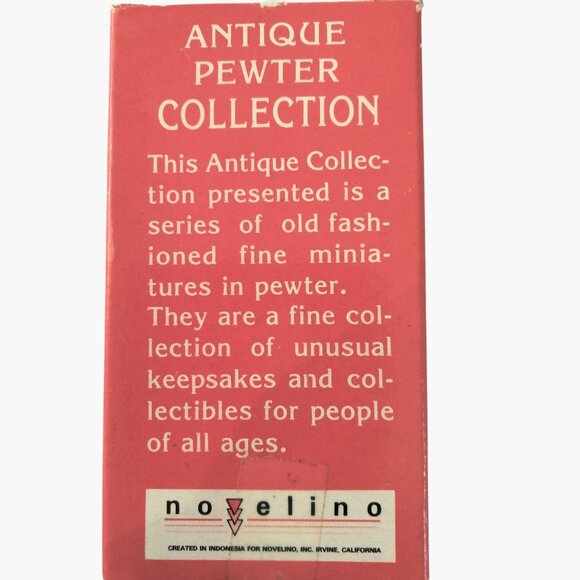 ANTIQUE
PEWTER
COLLECTION
This Antique Collec-
tion presented is a
series of old fash-
ioned fine minia-
tures in pewter.
They are a fine col-
lection of unusual
keepsakes and col-
lectibles for people
of all ages.
novelino
CREATED IN INDONESIA FOR NOVELINO, INC. IRVINE, CALIFORNIA